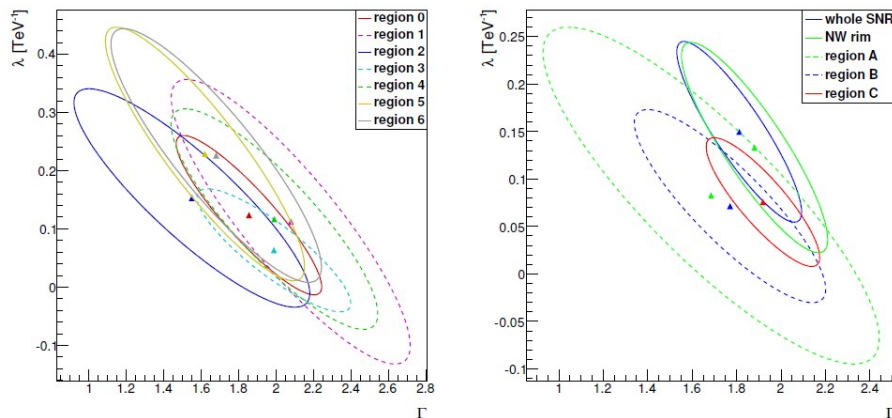 λ [TeV⁻¹]
0.4
0.3
0.2
0.1
0
-0.1
1
1.2
1.4
1.6
1.8
2
2.2
2.4
2.6
2.8
Γ
region 0
region 1
region 2
region 3
region 4
region 5
region 6
λ [TeV⁻¹]
0.25
0.2
0.15
0.1
0.05
0
-0.05
-0.1
1
1.2
1.4
1.6
1.8
2
2.2
2.4
whole SNR
NW rim
region A
region B
region C